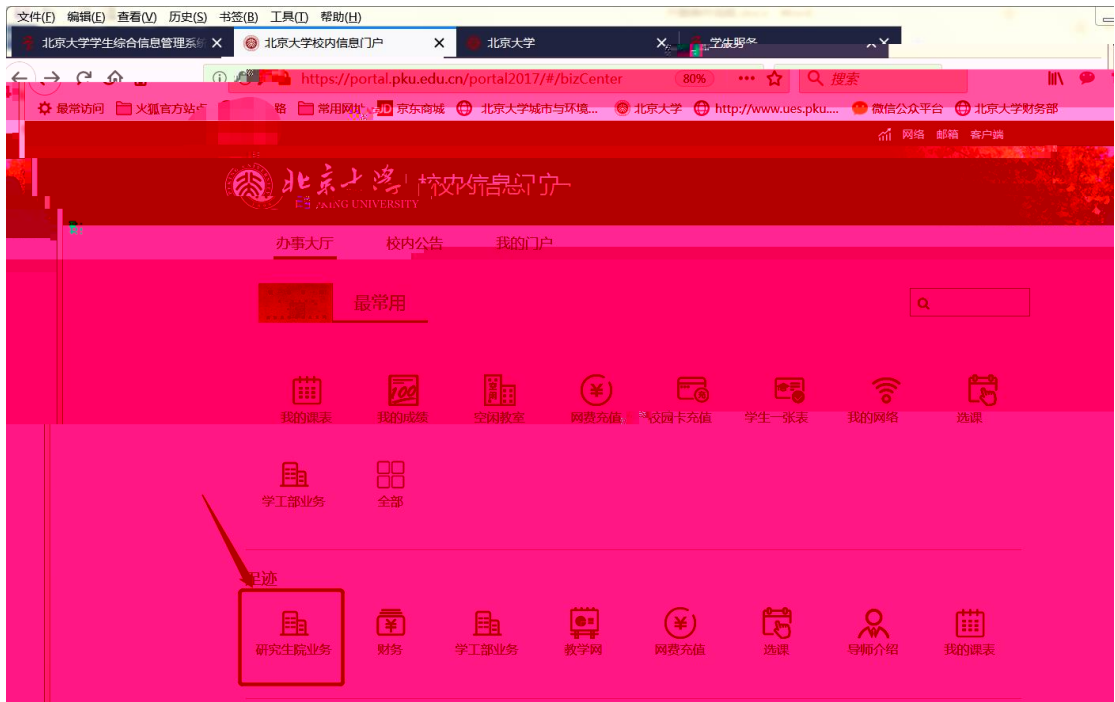 文件(F) 编辑(E) 查看(V) 历史(S) 书签(B) 工具(T) 帮助(H)
北京大学学生综合信息管理系统 北京大学校内信息门户 北京大学
https://portal.pku.edu.cn/portal2017/#/bizCenter 80% 搜索
最常访问 火狐官方站点 常用网址 JD 京东商城 北京大学城市与环境... 北京大学 http://www.ues.pku.... 微信公众平台 北京大学财务部
网络 邮箱 客户端
北京大学 校内信息门户
UNIVERSITY
办事大厅 校内公告 我的门户
最常用
我的课表 我的成绩 空闲教室 网费充值 校园卡充值 学生一张表 我的网络 选课
学工部业务 全部
足迹
研究生院业务 财务 学工部业务 教学网 网费充值 选课 导师介绍 我的课表